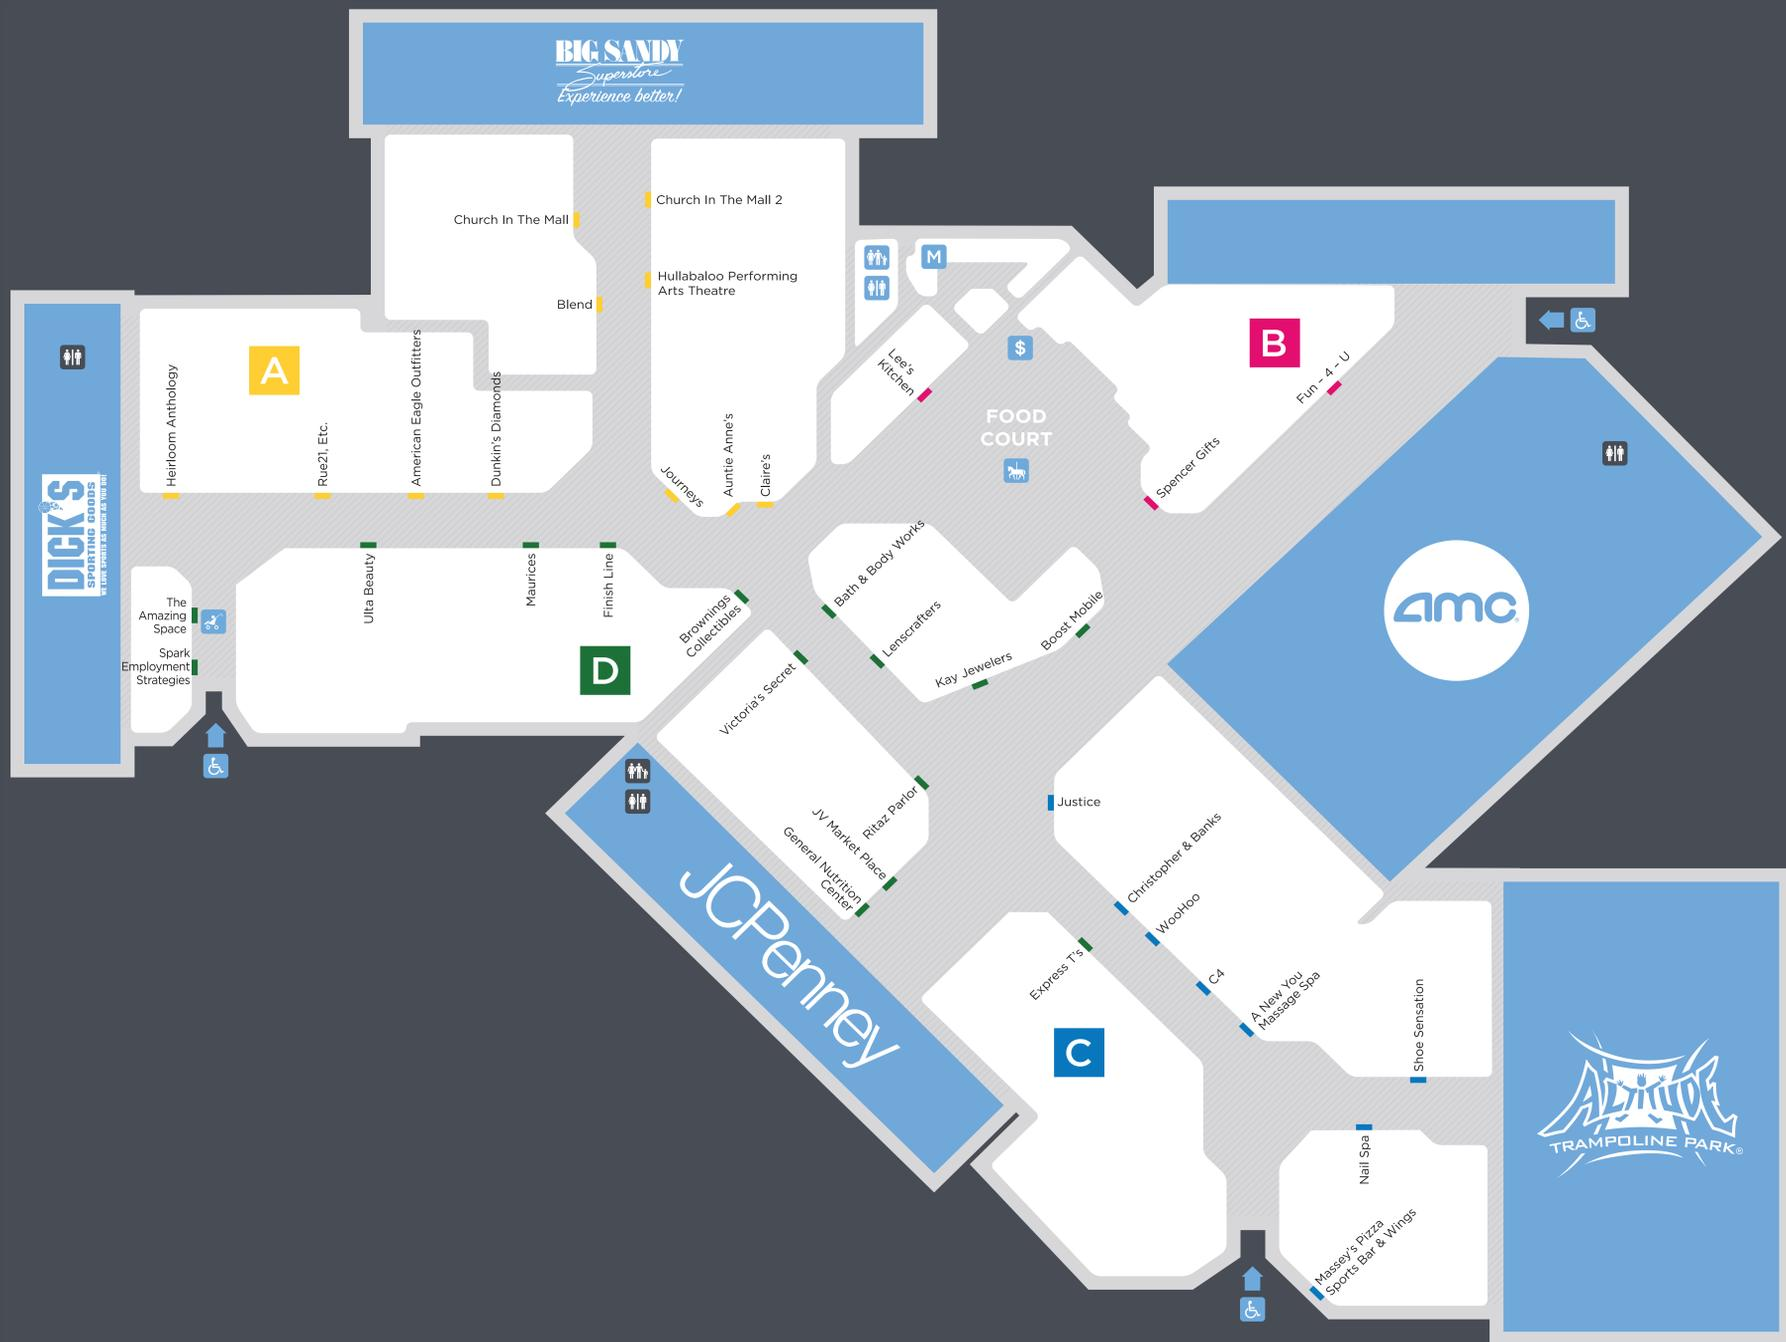 BIG SANDY
Superstore
Experience better!
Church In The Mall
Church In The Mall 2
Blend
Hullabaloo Performing
Arts Theatre
M
A
Heirloom Anthology
Rue21, Etc.
American Eagle Outfitters
Dunkin's Diamonds
Journeys
Auntie Anne's
Claire's
Lee's
Kitchen
$
FOOD
COURT
B
Fun - 4 - U
Spencer Gifts
DICK'S
SPORTING GOODS
WE LOVE SPORTS AS MUCH AS YOU DO!
The
Amazing
Space
Spark
Employment
Strategies
Ulta Beauty
Maurices
Finish Line
Brownings
Collectibles
D
Bath & Body Works
Lenscrafters
Kay Jewelers
Boost Mobile
amc
Victoria's Secret
Ritaz Parlor
JV Market Place
General Nutrition
Center
JCPenney
Justice
Christopher & Banks
WooHoo
C4
A New You
Massage Spa
Shoe Sensation
Express T's
C
Nail Spa
Massey's Pizza
Sports Bar & Wings
ALTITUDE
TRAMPOLINE PARK®